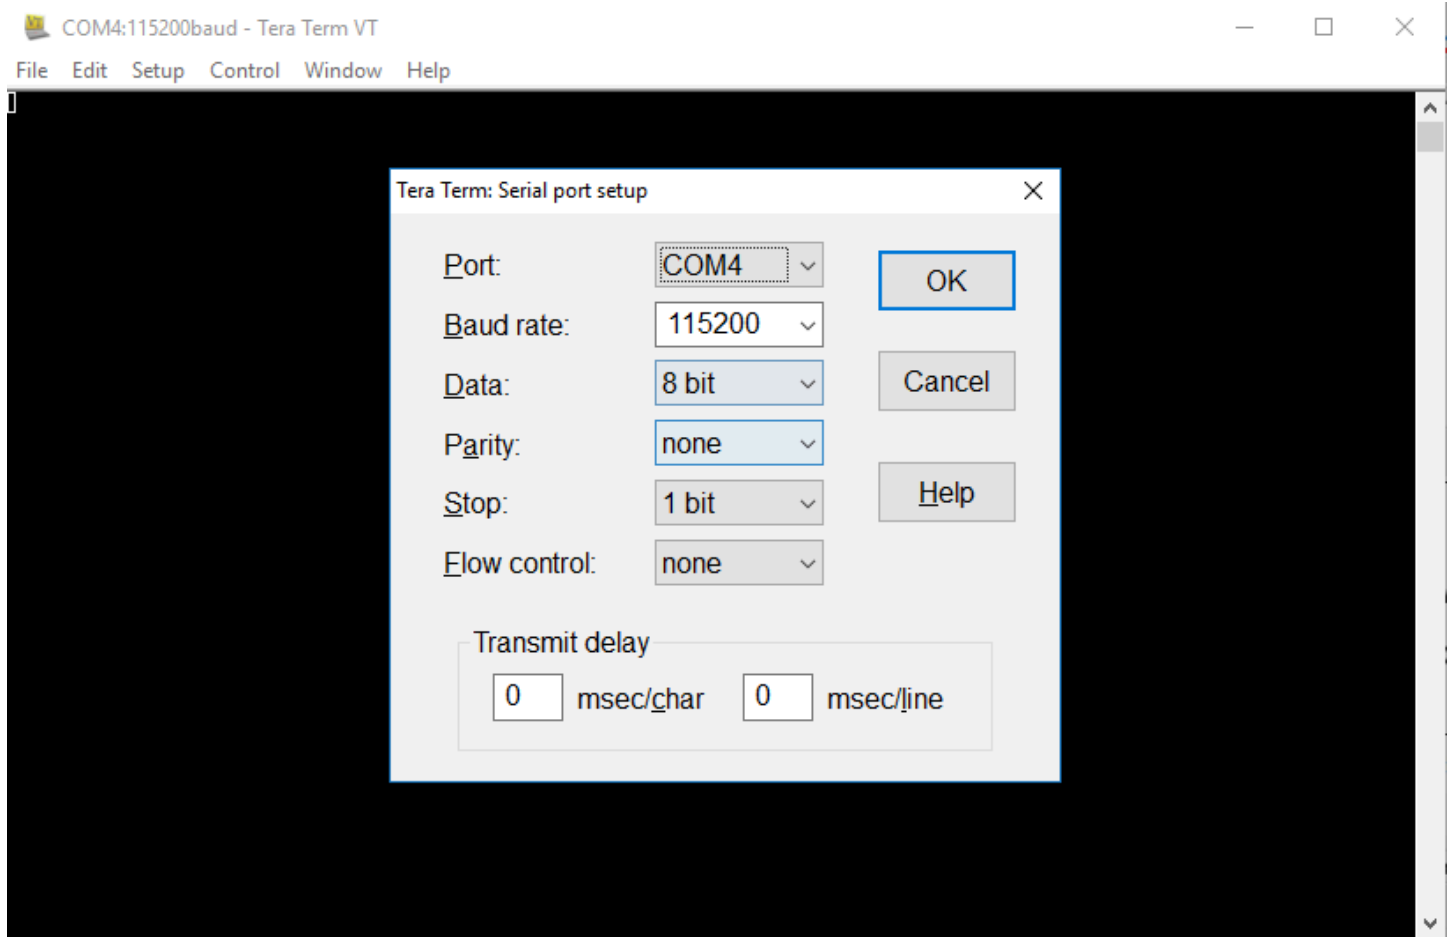 COM4:115200baud - Tera Term VT
File Edit Setup Control Window Help
Tera Term: Serial port setup
Port: COM4 OK
Baud rate: 115200
Data: 8 bit Cancel
Parity: none
Stop: 1 bit Help
Flow control: none
Transmit delay
0 msec/char 0 msec/line